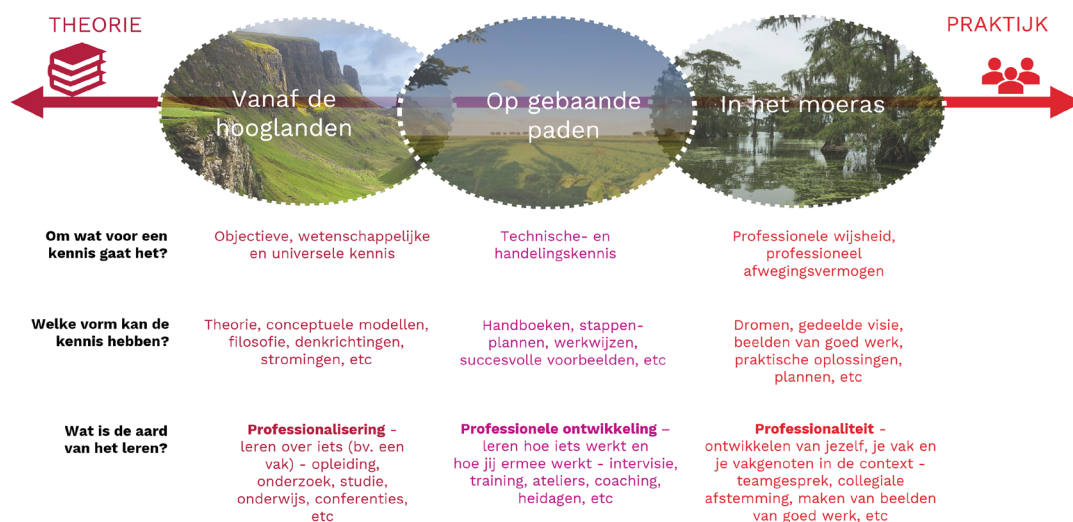 THEORIE
PRAKTIJK
Vanaf de
hooglanden
Op gebaande
paden
In het moeras
Om wat voor een
kennis gaat het?
Objectieve, wetenschappelijke
en universele kennis
Technische- en
handelingskennis
Professionele wijsheid,
professioneel
afwegingsvermogen
Welke vorm kan de
kennis hebben?
Theorie, conceptuele modellen,
filosofie, denkrichtingen,
stromingen, etc
Handboeken, stappen-
plannen, werkwijzen,
succesvolle voorbeelden, etc
Dromen, gedeelde visie,
beelden van goed werk,
praktische oplossingen,
plannen, etc
Wat is de aard
van het leren?
Professionalisering -
leren over iets (bv. een
vak) - opleiding,
onderzoek, studie,
onderwijs, conferenties,
etc
Professionele ontwikkeling –
leren hoe iets werkt en
hoe jij ermee werkt - intervisie,
training, ateliers, coaching,
heidagen, etc
Professionaliteit -
ontwikkelen van jezelf, je vak en
je vakgenoten in de context -
teamgesprek, collegiale
afstemming, maken van beelden
van goed werk, etc